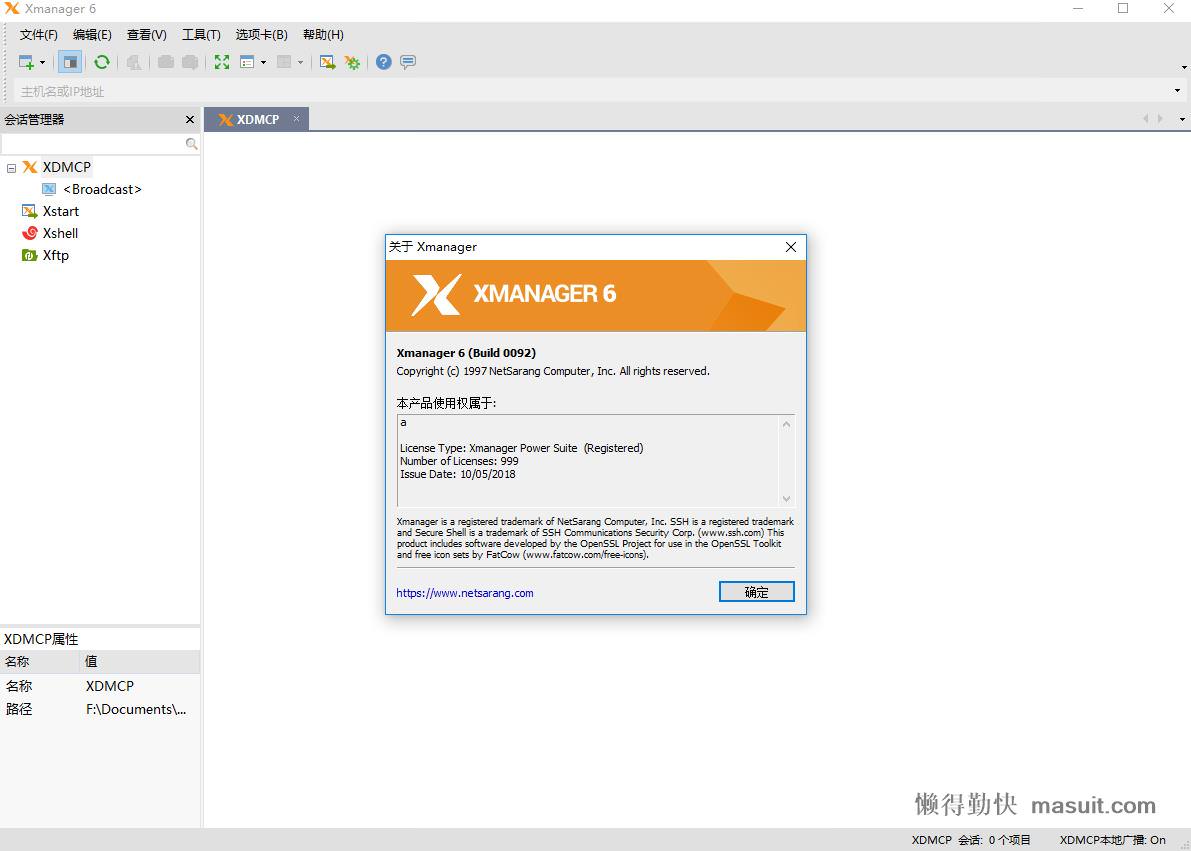 Xmanager 6
文件(F) 编辑(E) 查看(V) 工具(T) 选项卡(B) 帮助(H)
主机名或IP地址
会话管理器
XDMCP
XDMCP
<Broadcast>
Xstart
Xshell
Xftp
关于 Xmanager
XMANAGER 6
Xmanager 6 (Build 0092)
Copyright (c) 1997 NetSarang Computer, Inc. All rights reserved.
本产品使用权属于:
a
License Type: Xmanager Power Suite (Registered)
Number of Licenses: 999
Issue Date: 10/05/2018
Xmanager is a registered trademark of NetSarang Computer, Inc. SSH is a registered trademark
and Secure Shell is a trademark of SSH Communications Security Corp. (www.ssh.com) This
product includes software developed by the OpenSSL Project for use in the OpenSSL Toolkit
and free icon sets by FatCow (www.fatcow.com/free-icons).
https://www.netsarang.com
确定
XDMCP属性
名称 值
名称 XDMCP
路径 F:\Documents\...
懒得勤快 masuit.com
XDMCP 会话: 0 个项目 XDMCP本地广播: On